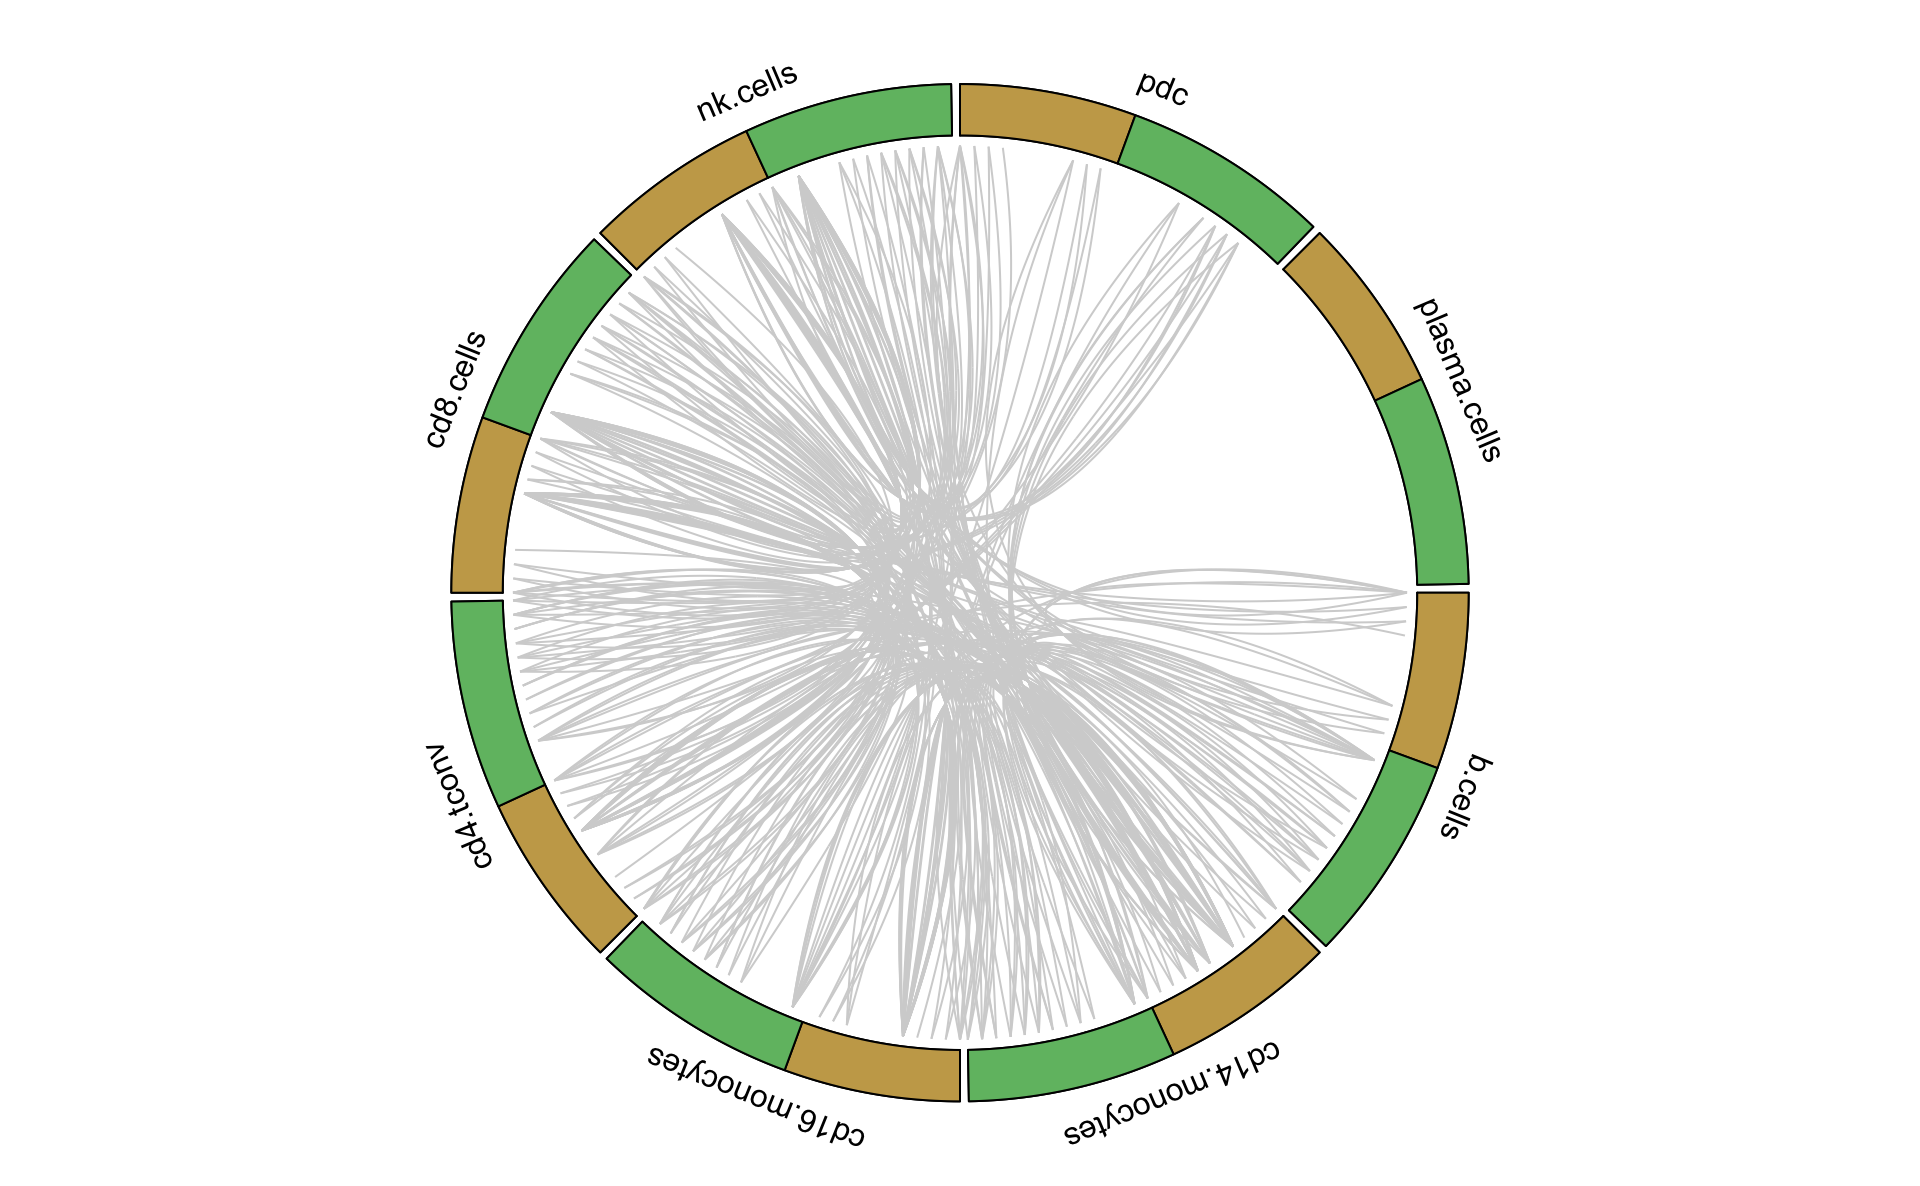 nk.cells
pdc
plasma.cells
cd8.cells
b.cells
cd4.tconv
cd14.monocytes
cd16.monocytes